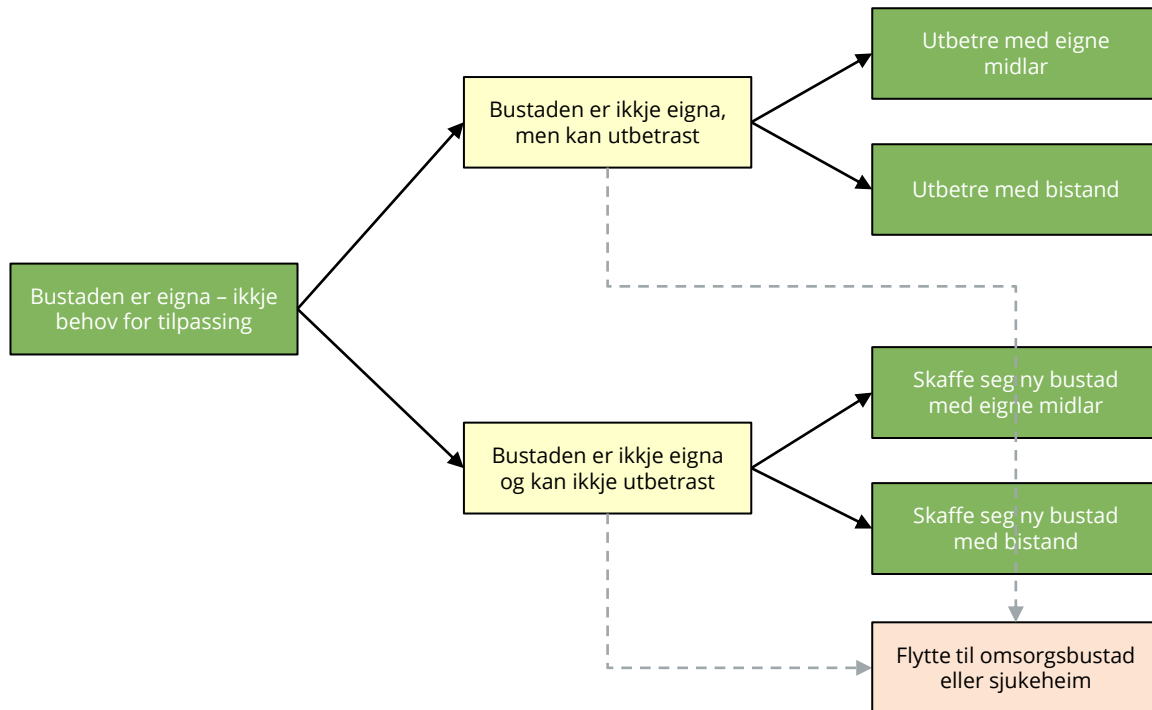 Bustaden er eigna – ikkje
behov for tilpassing
Bustaden er ikkje eigna,
men kan utbetrast
Utbetre med eigne
midlar
Utbetre med bistand
Bustaden er ikkje eigna
og kan ikkje utbetrast
Skaffe seg ny bustad
med eigne midlar
Skaffe seg ny bustad
med bistand
Flytte til omsorgsbustad
eller sjukeheim